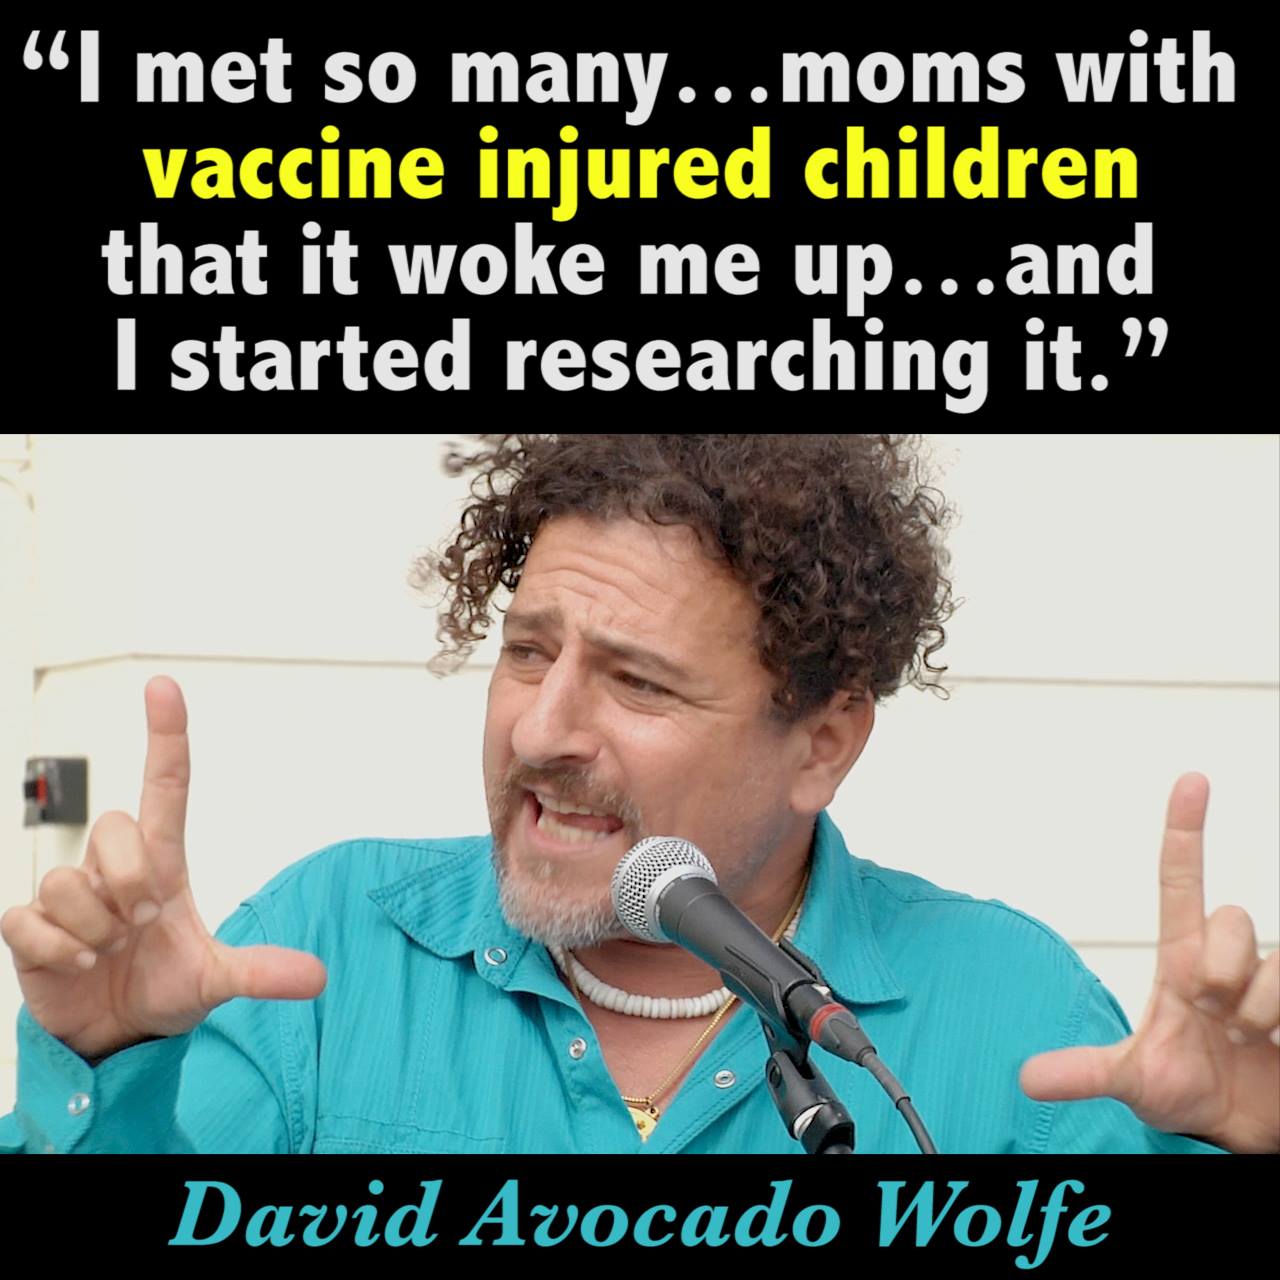 “I met so many...moms with
vaccine injured children
that it woke me up...and
I started researching it.”
David Avocado Wolfe